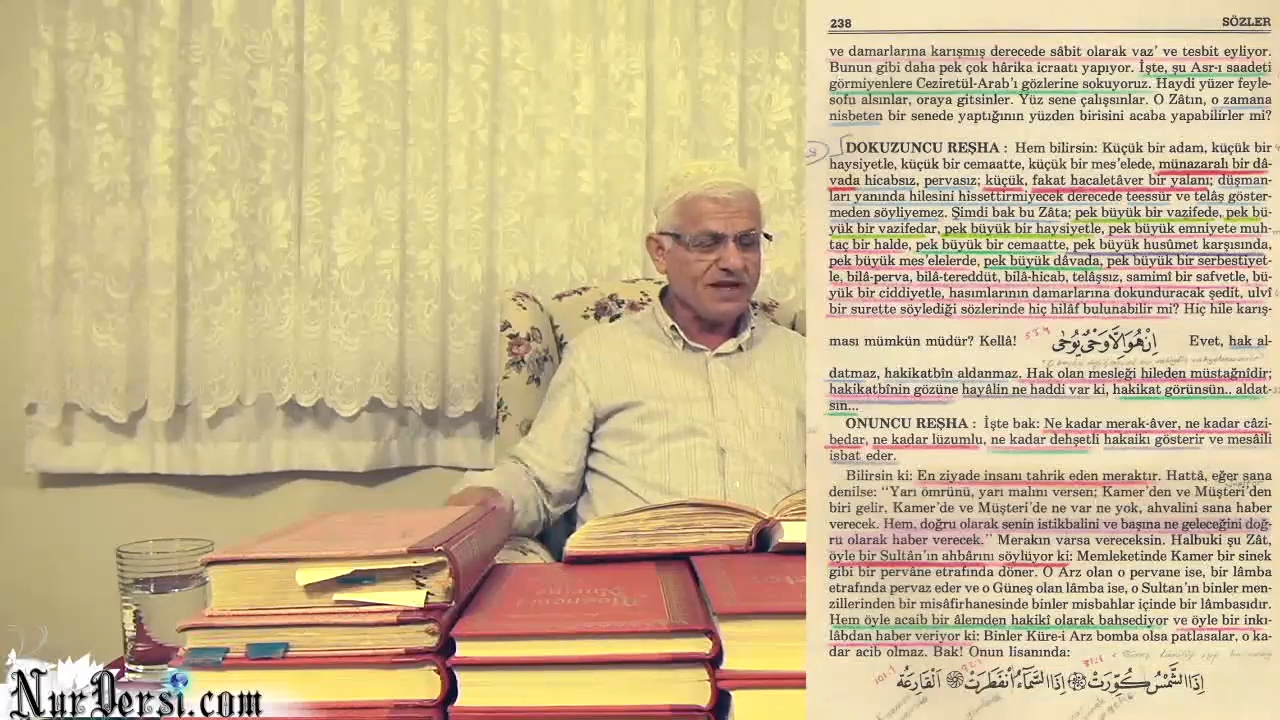 238 SÖZLER
ve damarlarına karışmış derecede sâbit olarak vaz' ve tesbit eyliyor.
Bunun gibi daha pek çok hârika icraatı yapıyor. İşte, şu Asr-ı saadeti
görmiyenlere Ceziretül-Arab'ı gözlerine sokuyoruz. Haydi yüzer feyle-
sofu alsınlar, oraya gitsinler. Yüz sene çalışsınlar. O Zâtın, o zamana
nisbeten bir senede yaptığının yüzden birisini acaba yapabilirler mi?
DOKUZUNCU REŞHA : Hem bilirsin: Küçük bir adam, küçük bir
haysiyetle, küçük bir cemaatte, küçük bir mes'elede, münazaralı bir dâ-
vada hicabsız, pervasız; küçük, fakat hacaletâver bir yalanı; düşman-
ları yanında hilesini hissettirmiyecek derecede teessür ve telâş göster-
meden söyliyemez. Şimdi bak bu Zâta; pek büyük bir vazifede, pek bü-
yük bir vazifedar, pek büyük bir haysiyetle, pek büyük emniyete muh-
taç bir halde, pek büyük bir cemaatte, pek büyük husûmet karşısında,
pek büyük mes'elelerde, pek büyük dâvada, pek büyük bir serbestiyet-
le, bilâ-perva, bilâ-tereddüt, bilâ-hicab, telâşsız, samimî bir safvetle, bü-
yük bir ciddiyetle, hasımlarının damarlarına dokunduracak şedit, ulvî
bir surette söylediği sözlerinde hiç hilâf bulunabilir mi? Hiç hile karış-
ması mümkün müdür? Kellâ! اِنْ هُوَ اِلَّا وَحْىٌ يُوحٰى Evet, hak al-
datmaz, hakikatbîn aldanmaz. Hak olan mesleği hileden müstağnîdir;
hakikatbînin gözüne hayâlin ne haddi var ki, hakikat görünsün.. aldat-
sın...
ONUNCU REŞHA : İşte bak: Ne kadar merak-âver, ne kadar câzi-
bedar, ne kadar lüzumlu, ne kadar dehşetli hakaikı gösterir ve mesâili
isbat eder.
Bilirsin ki: En ziyade insanı tahrik eden meraktır. Hattâ, eğer sana
denilse: "Yarı ömrünü, yarı malını versen; Kamer'den ve Müşteri'den
biri gelir. Kamer'de ve Müşteri'de ne var ne yok, ahvalini sana haber
verecek. Hem, doğru olarak senin istikbalini ve başına ne geleceğini doğ-
ru olarak haber verecek." Merakın varsa vereceksin. Halbuki şu Zât,
öyle bir Sultân'ın ahbârını söylüyor ki: Memleketinde Kamer bir sinek
gibi bir pervâne etrafında döner. O Arz olan o pervane ise, bir lâmba
etrafında pervaz eder ve o Güneş olan lâmba ise, o Sultan'ın binler men-
zillerinden bir misâfirhanesinde binler misbahlar içinde bir lâmbasıdır.
Hem öyle acaib bir âlemden hakikî olarak bahsediyor ve öyle bir inkı-
lâbdan haber veriyor ki: Binler Küre-i Arz bomba olsa patlasalar, o ka-
dar acib olmaz. Bak! Onun lisanında:
اِذَا الشَّمْسُ كُوِّرَتْ اِذَا السَّمَاءُ انْفَطَرَتْ اَلْقَارِعَةُ
NurDersi.com